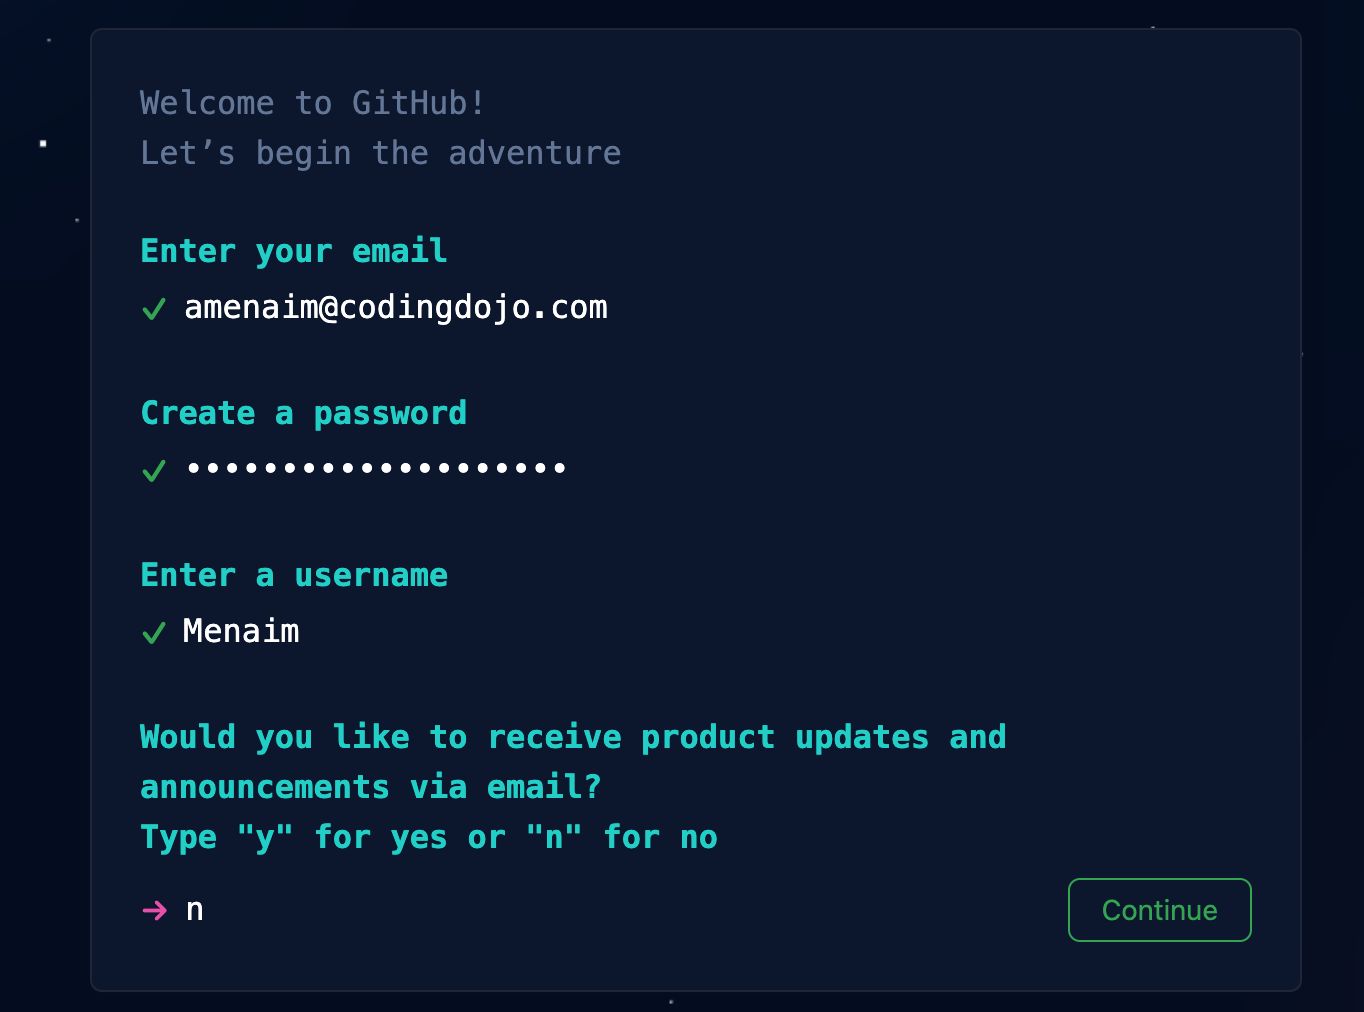 Welcome to GitHub!
Let’s begin the adventure
Enter your email
amenaim@codingdojo.com
Create a password
••••••••••••••••••••
Enter a username
Menaim
Would you like to receive product updates and
announcements via email?
Type "y" for yes or "n" for no
n
Continue